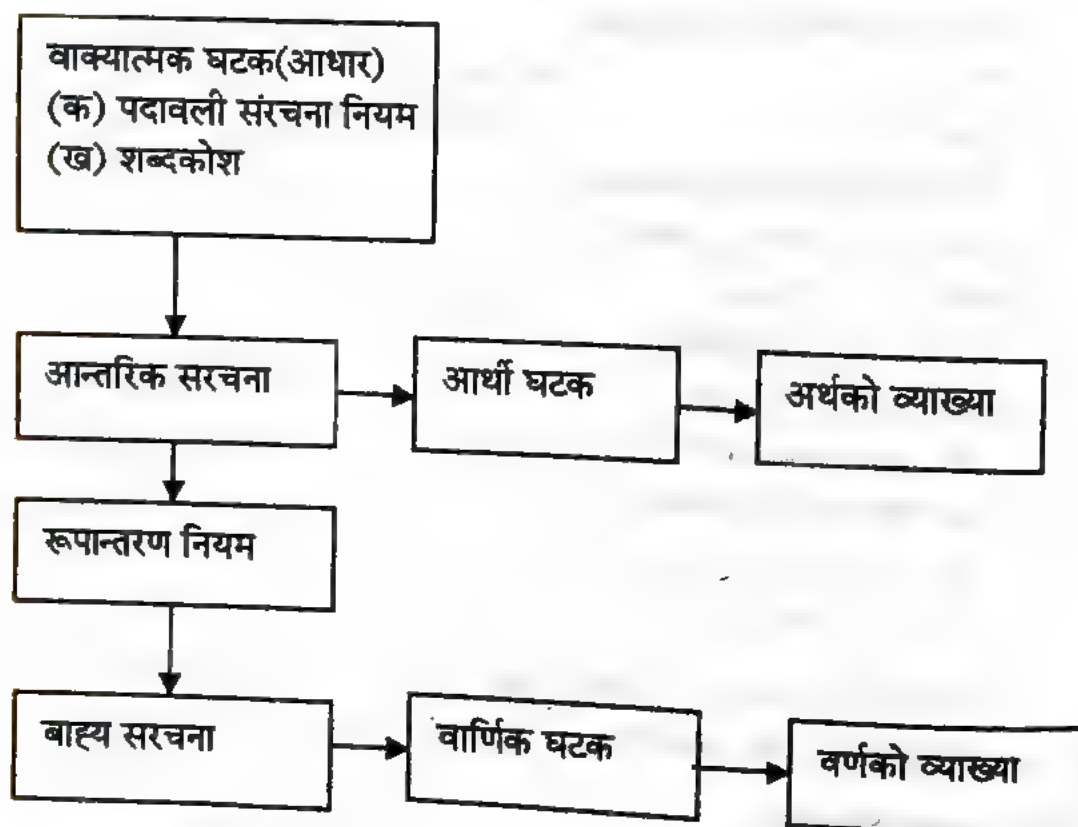 वाक्यात्मक घटक(आधार)
(क) पदावली संरचना नियम
(ख) शब्दकोश
आन्तरिक सरचना
आर्थी घटक
अर्थको व्याख्या
रूपान्तरण नियम
बाह्य सरचना
वार्णिक घटक
वर्णको व्याख्या